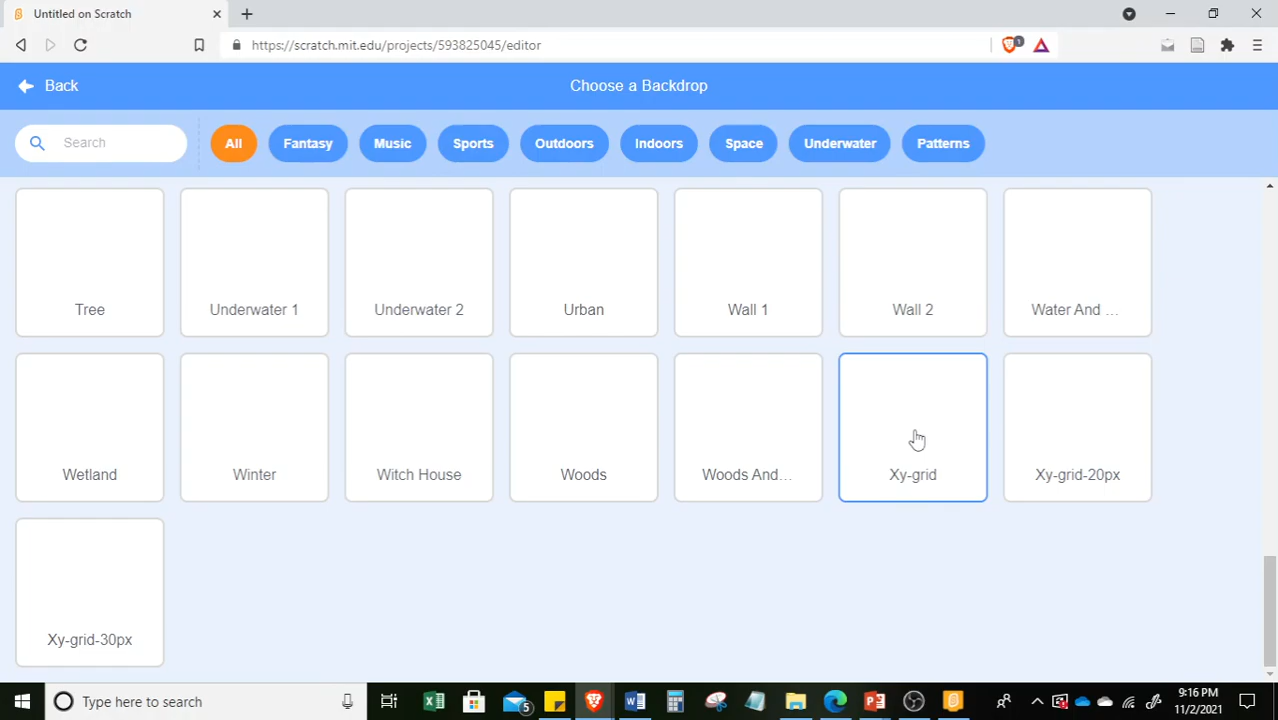 Untitled on Scratch
https://scratch.mit.edu/projects/593825045/editor
1
Back
Choose a Backdrop
Search
All
Fantasy
Music
Sports
Outdoors
Indoors
Space
Underwater
Patterns
Tree
Underwater 1
Underwater 2
Urban
Wall 1
Wall 2
Water And ...
Wetland
Winter
Witch House
Woods
Woods And...
Xy-grid
Xy-grid-20px
Xy-grid-30px
Type here to search
5
9:16 PM
11/2/2021